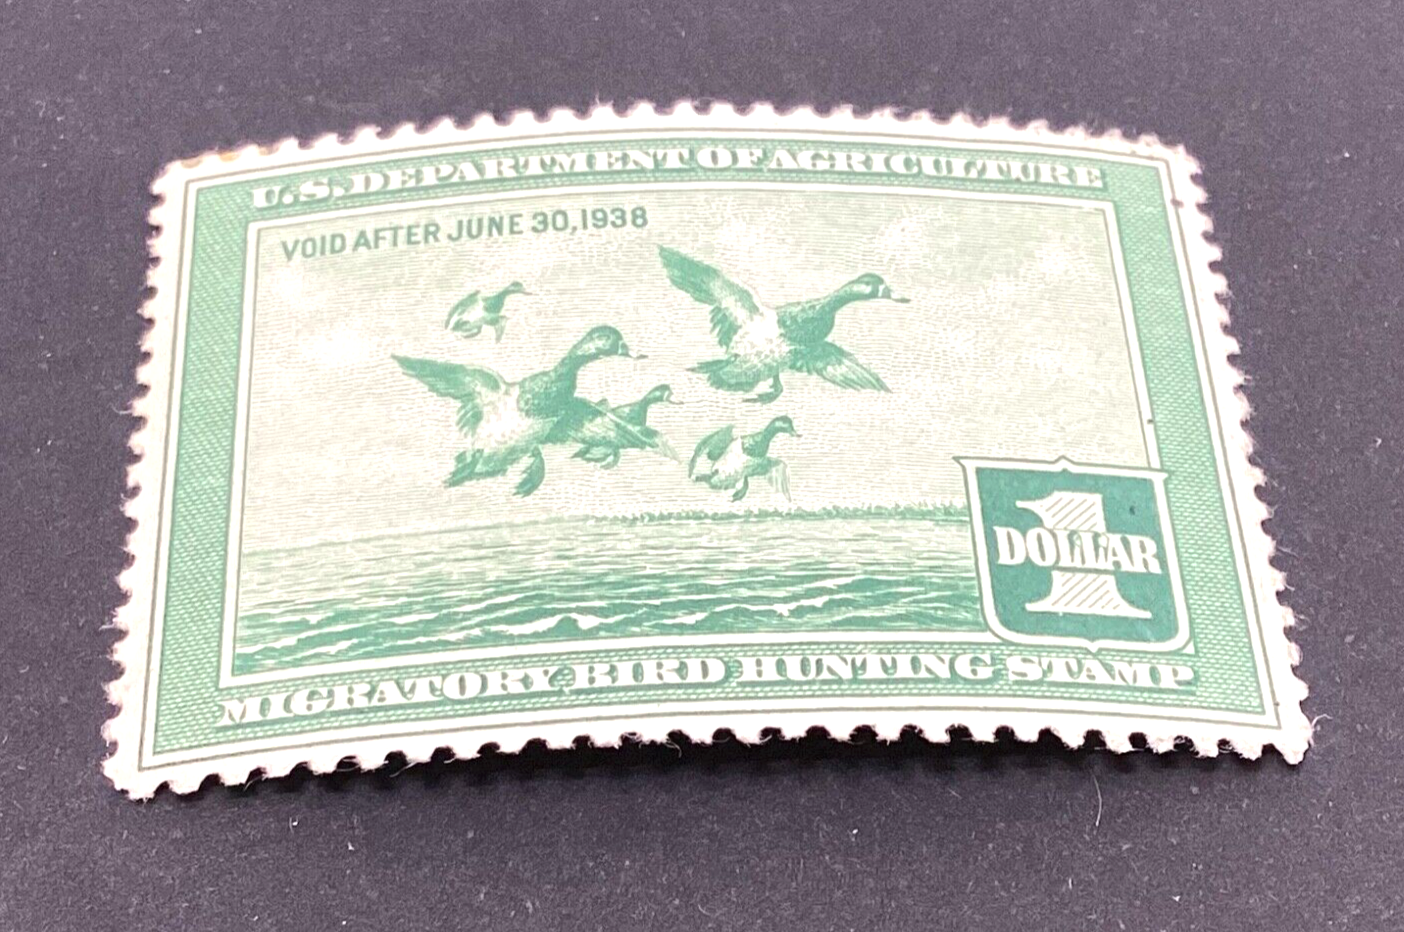 U.S. DEPARTMENT OF AGRICULTURE
VOID AFTER JUNE 30, 1938
1
DOLLAR
MIGRATORY BIRD HUNTING STAMP